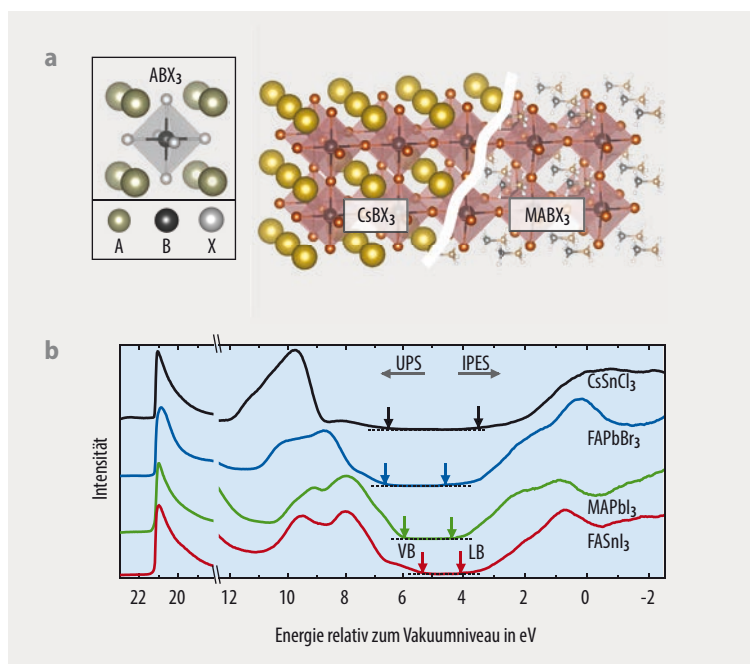 a
ABX₃
A B X
CsBX₃ MABX₃
b
UPS IPES
CsSnCl₃
FAPbBr₃
MAPbI₃
FASnI₃
VB LB
Intensität
22 20 12 10 8 6 4 2 0 -2
Energie relativ zum Vakuumniveau in eV